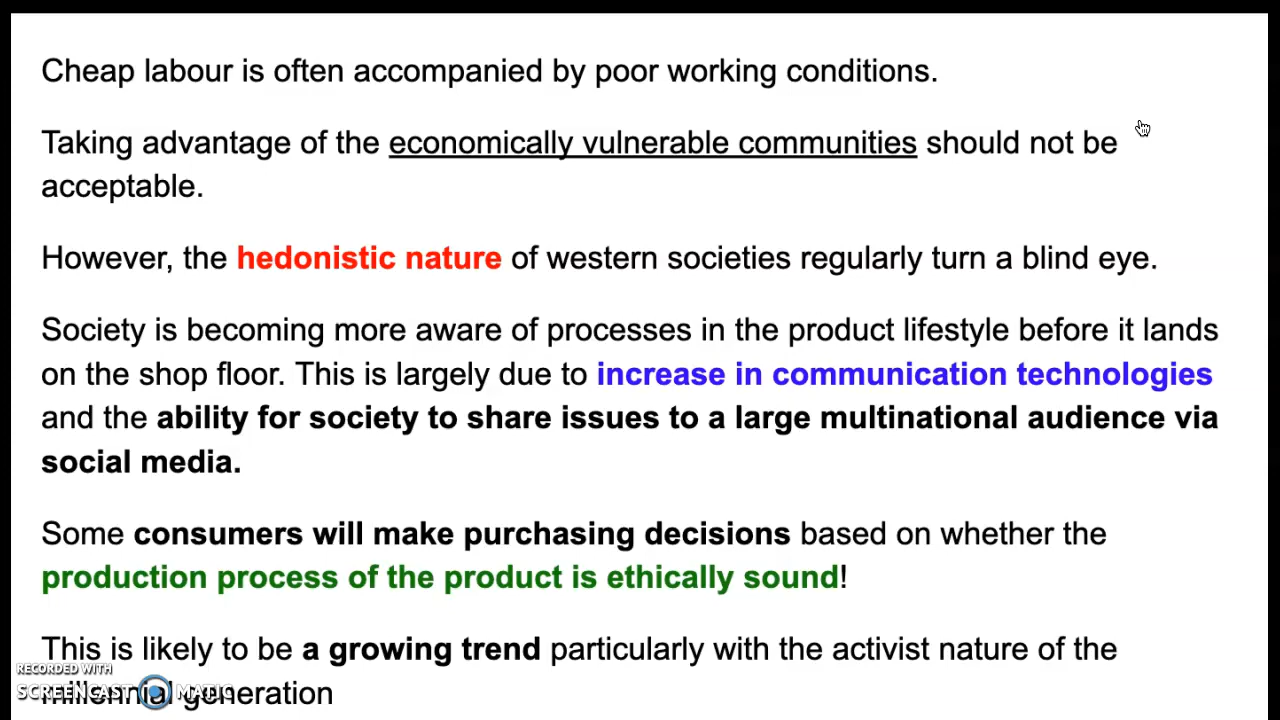 Cheap labour is often accompanied by poor working conditions.
Taking advantage of the economically vulnerable communities should not be
acceptable.
However, the hedonistic nature of western societies regularly turn a blind eye.
Society is becoming more aware of processes in the product lifestyle before it lands
on the shop floor. This is largely due to increase in communication technologies
and the ability for society to share issues to a large multinational audience via
social media.
Some consumers will make purchasing decisions based on whether the
production process of the product is ethically sound!
This is likely to be a growing trend particularly with the activist nature of the
RECORDED WITH
SCREENCAST MATIC
millennial generation